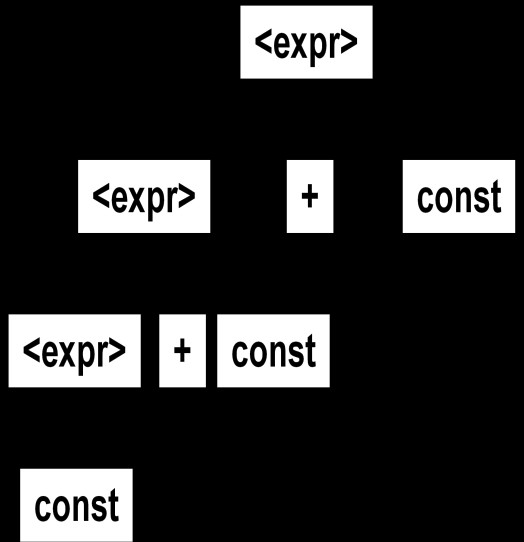 <expr>
<expr> + const
<expr> + const
const